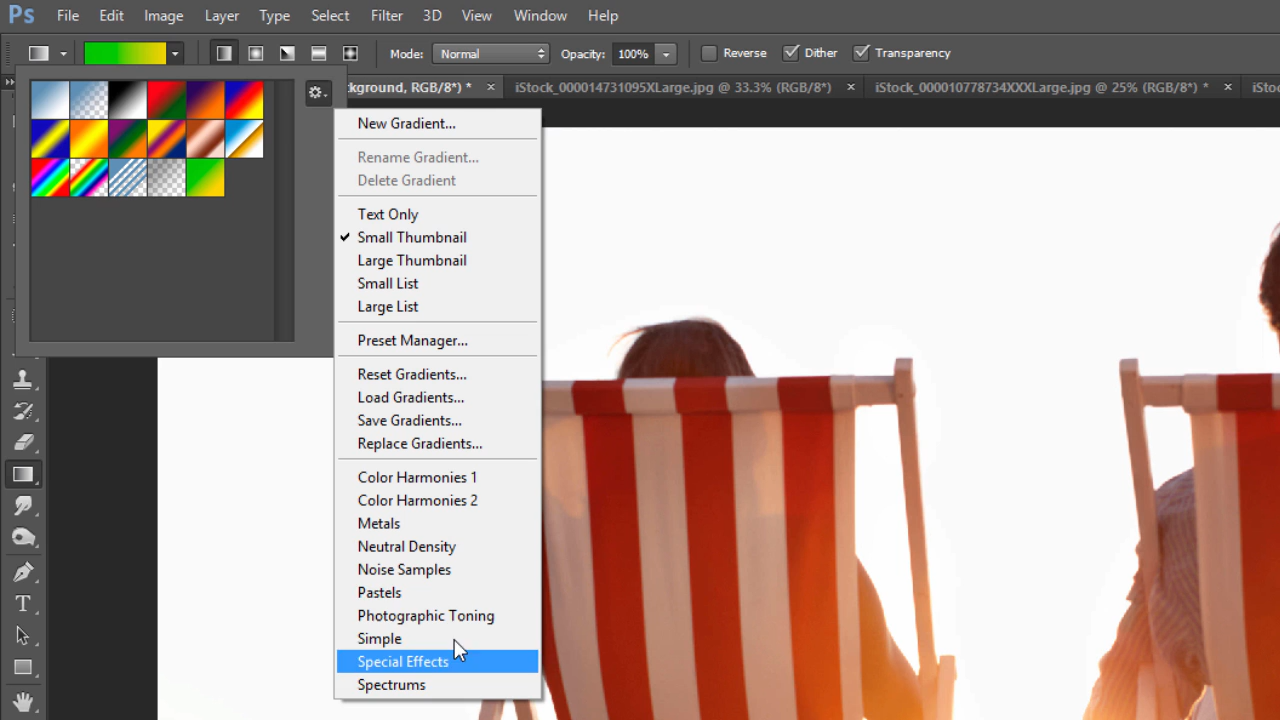 Ps File Edit Image Layer Type Select Filter 3D View Window Help
Mode: Normal Opacity: 100% Reverse Dither Transparency
kground, RGB/8*) * × iStock_000014731095XLarge.jpg @ 33.3% (RGB/8*) × iStock_000010778734XXXLarge.jpg @ 25% (RGB/8*) * × iSto
New Gradient...
Rename Gradient...
Delete Gradient
Text Only
Small Thumbnail
Large Thumbnail
Small List
Large List
Preset Manager...
Reset Gradients...
Load Gradients...
Save Gradients...
Replace Gradients...
Color Harmonies 1
Color Harmonies 2
Metals
Neutral Density
Noise Samples
Pastels
Photographic Toning
Simple
Special Effects
Spectrums